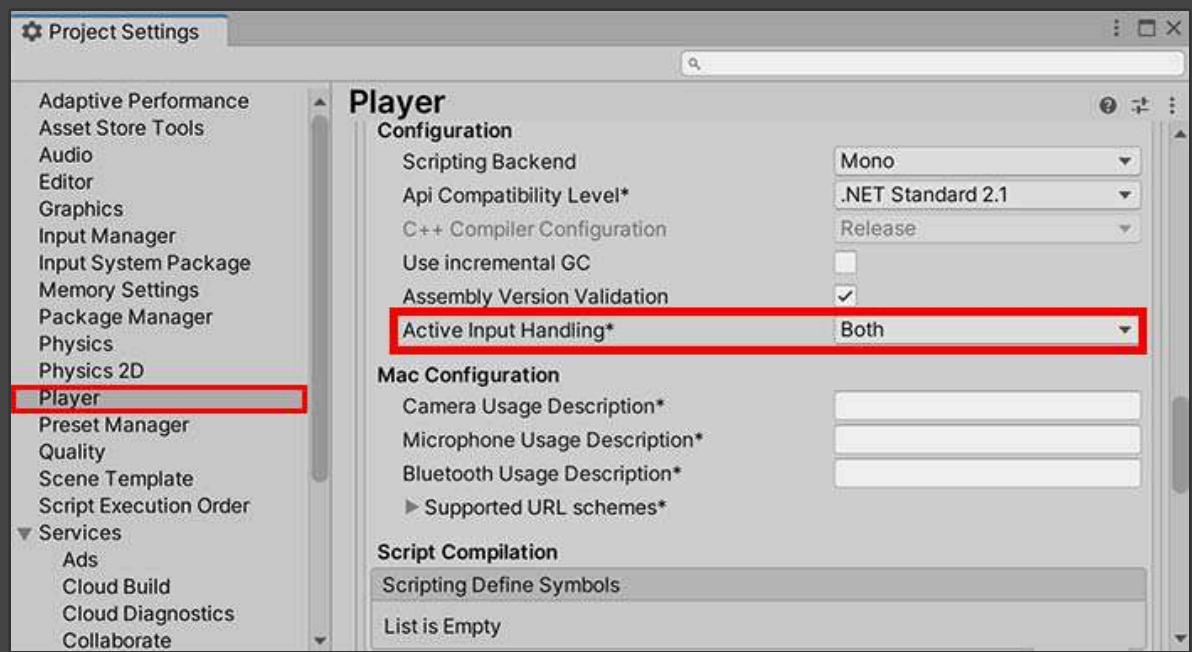 Project Settings
Adaptive Performance
Asset Store Tools
Audio
Editor
Graphics
Input Manager
Input System Package
Memory Settings
Package Manager
Physics
Physics 2D
Player
Preset Manager
Quality
Scene Template
Script Execution Order
Services
Ads
Cloud Build
Cloud Diagnostics
Collaborate
Player
Configuration
Scripting Backend Mono
Api Compatibility Level* .NET Standard 2.1
C++ Compiler Configuration Release
Use incremental GC
Assembly Version Validation
Active Input Handling* Both
Mac Configuration
Camera Usage Description*
Microphone Usage Description*
Bluetooth Usage Description*
Supported URL schemes*
Script Compilation
Scripting Define Symbols
List is Empty